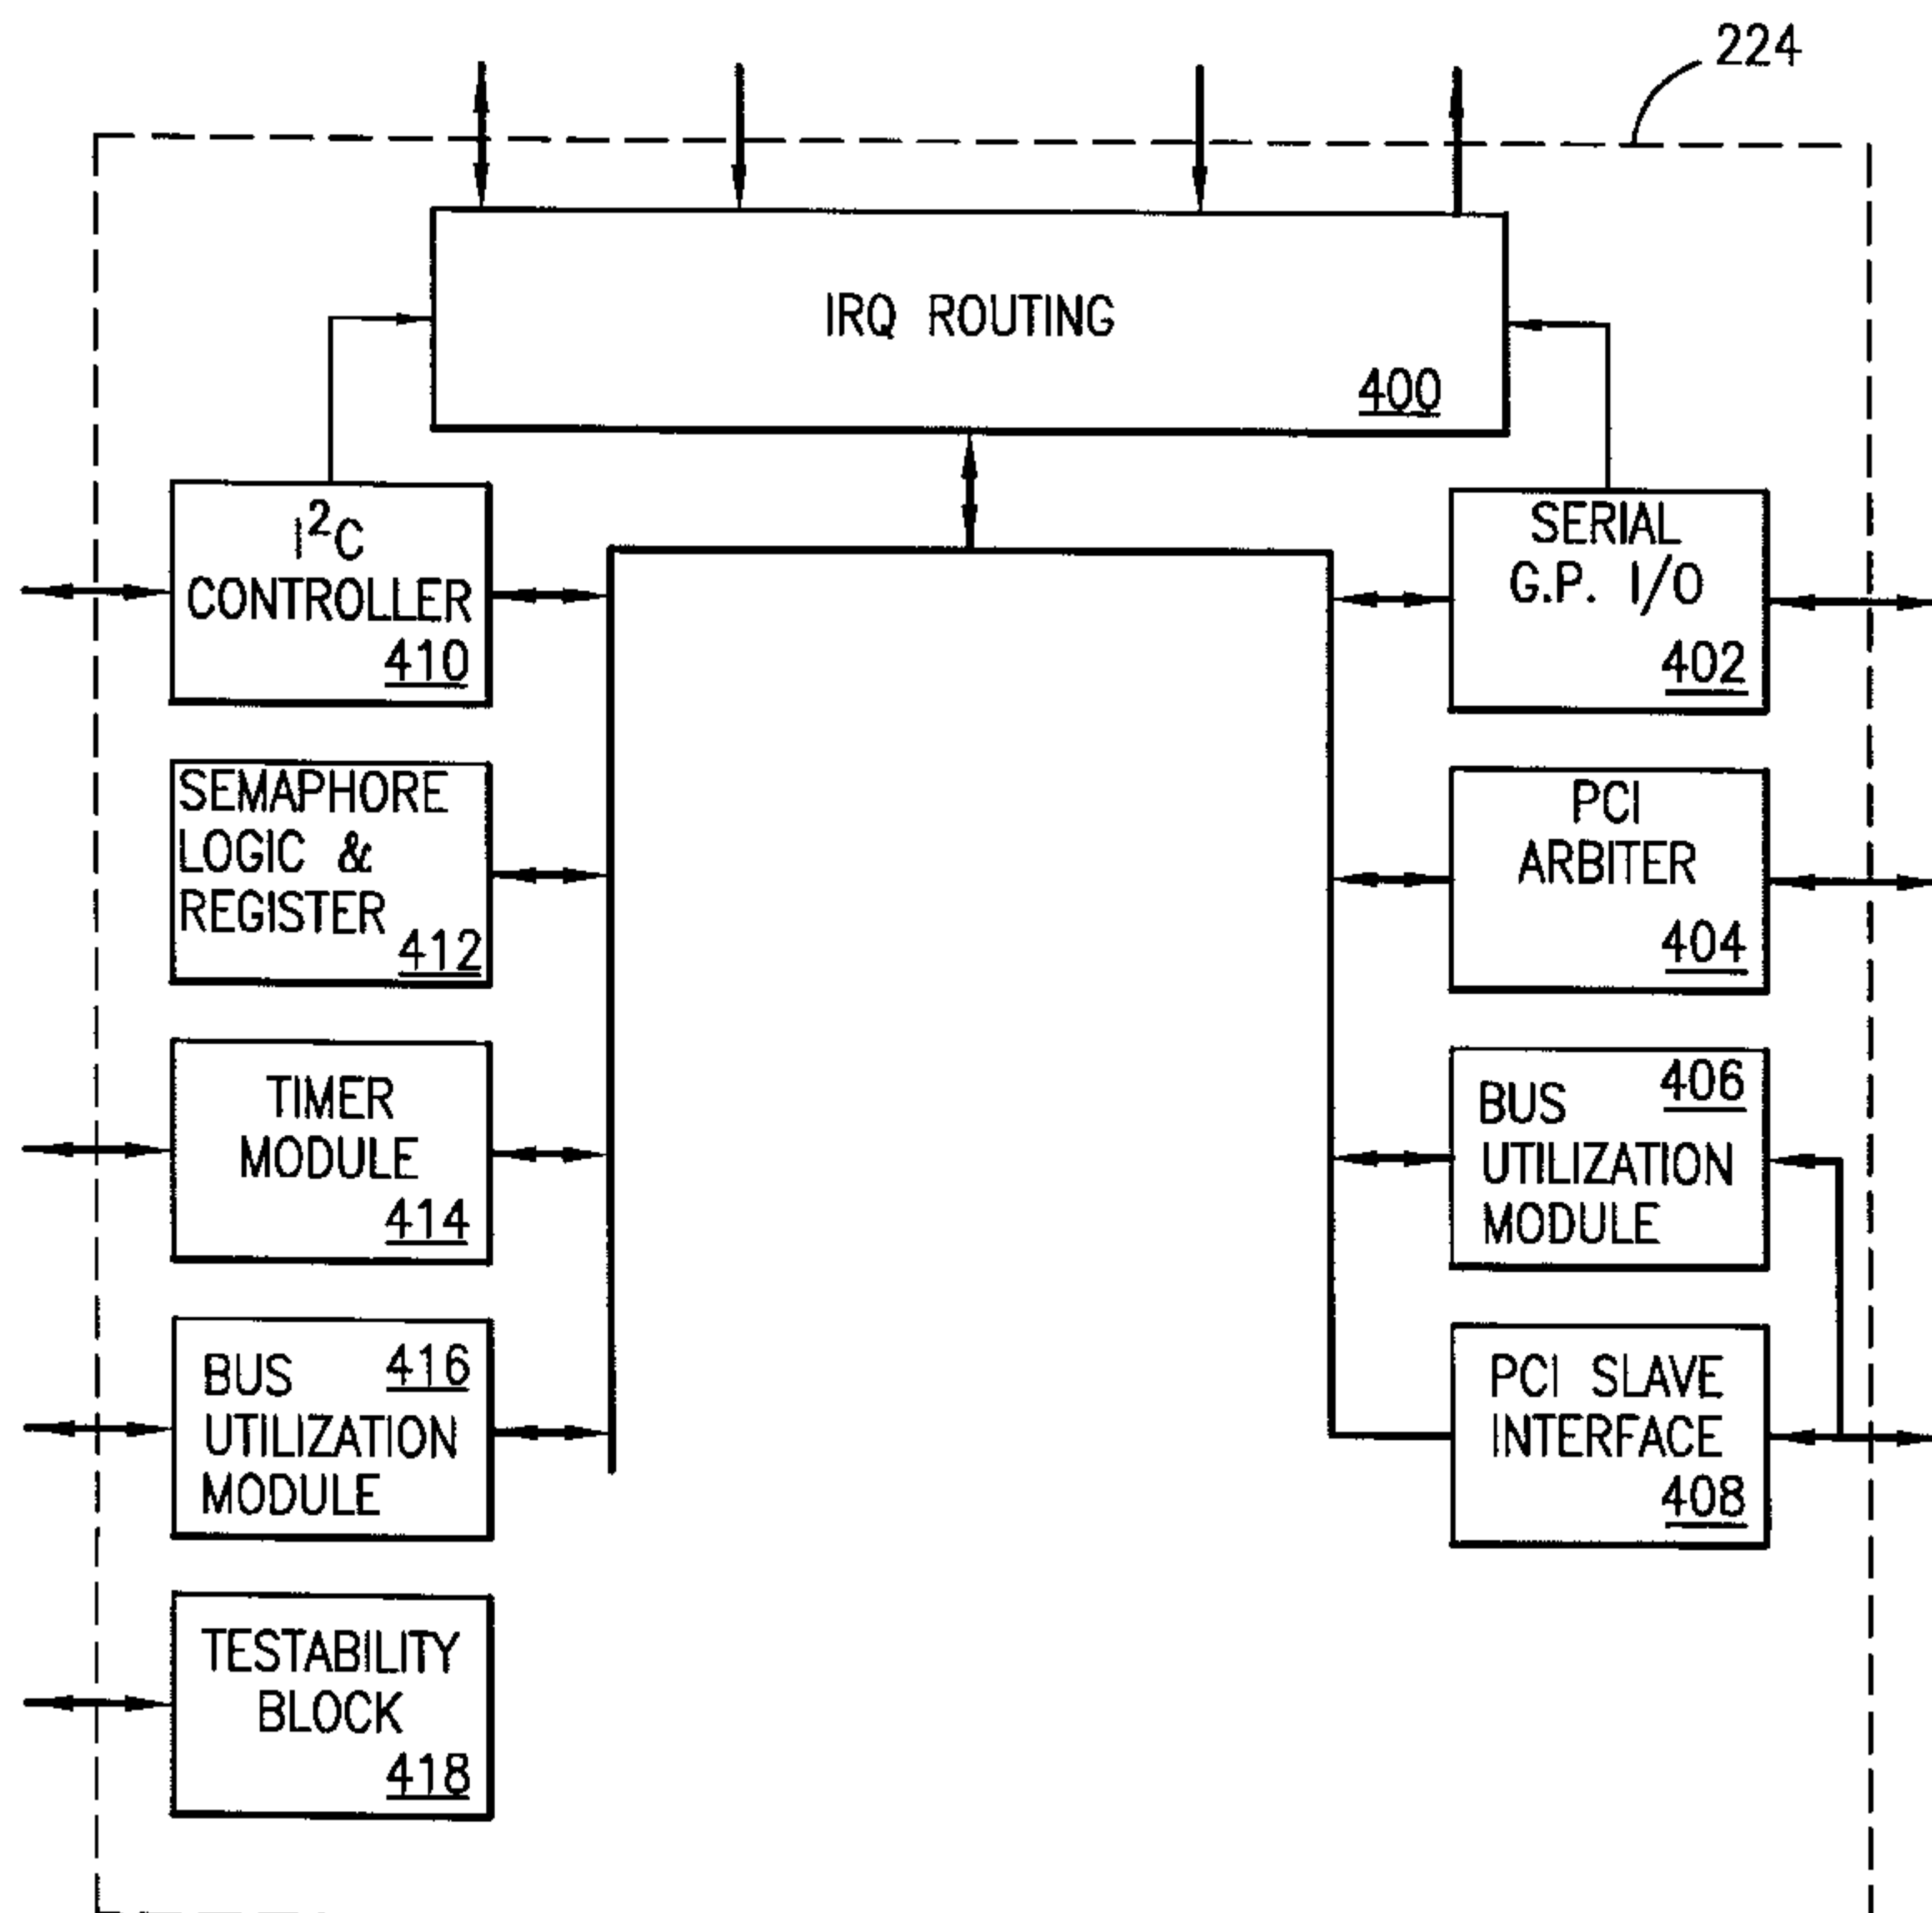 224
IRQ ROUTING
400
I²C
CONTROLLER
410
SERIAL
G.P. I/O
402
SEMAPHORE
LOGIC &
REGISTER
412
PCI
ARBITER
404
TIMER
MODULE
414
406
BUS
UTILIZATION
MODULE
416
BUS
UTILIZATION
MODULE
PCI SLAVE
INTERFACE
408
TESTABILITY
BLOCK
418